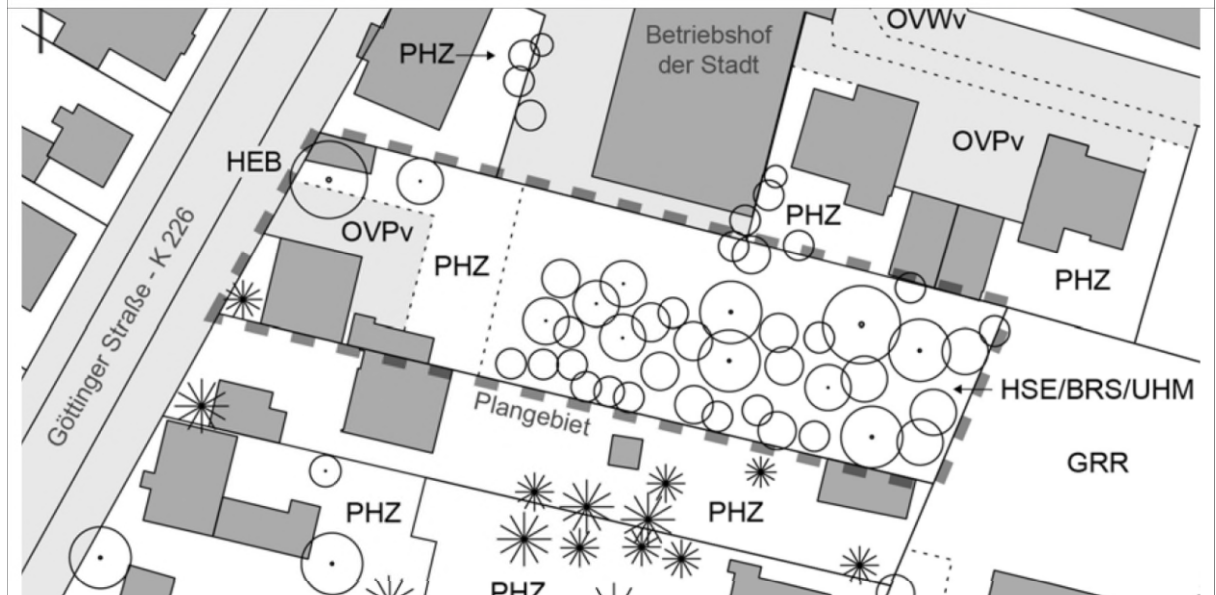 OVWv
Betriebshof
der Stadt
PHZ
OVPv
HEB
PHZ
OVPv
PHZ
PHZ
Göttinger Straße - K 226
HSE/BRS/UHM
Plangebiet
GRR
PHZ
PHZ
PHZ